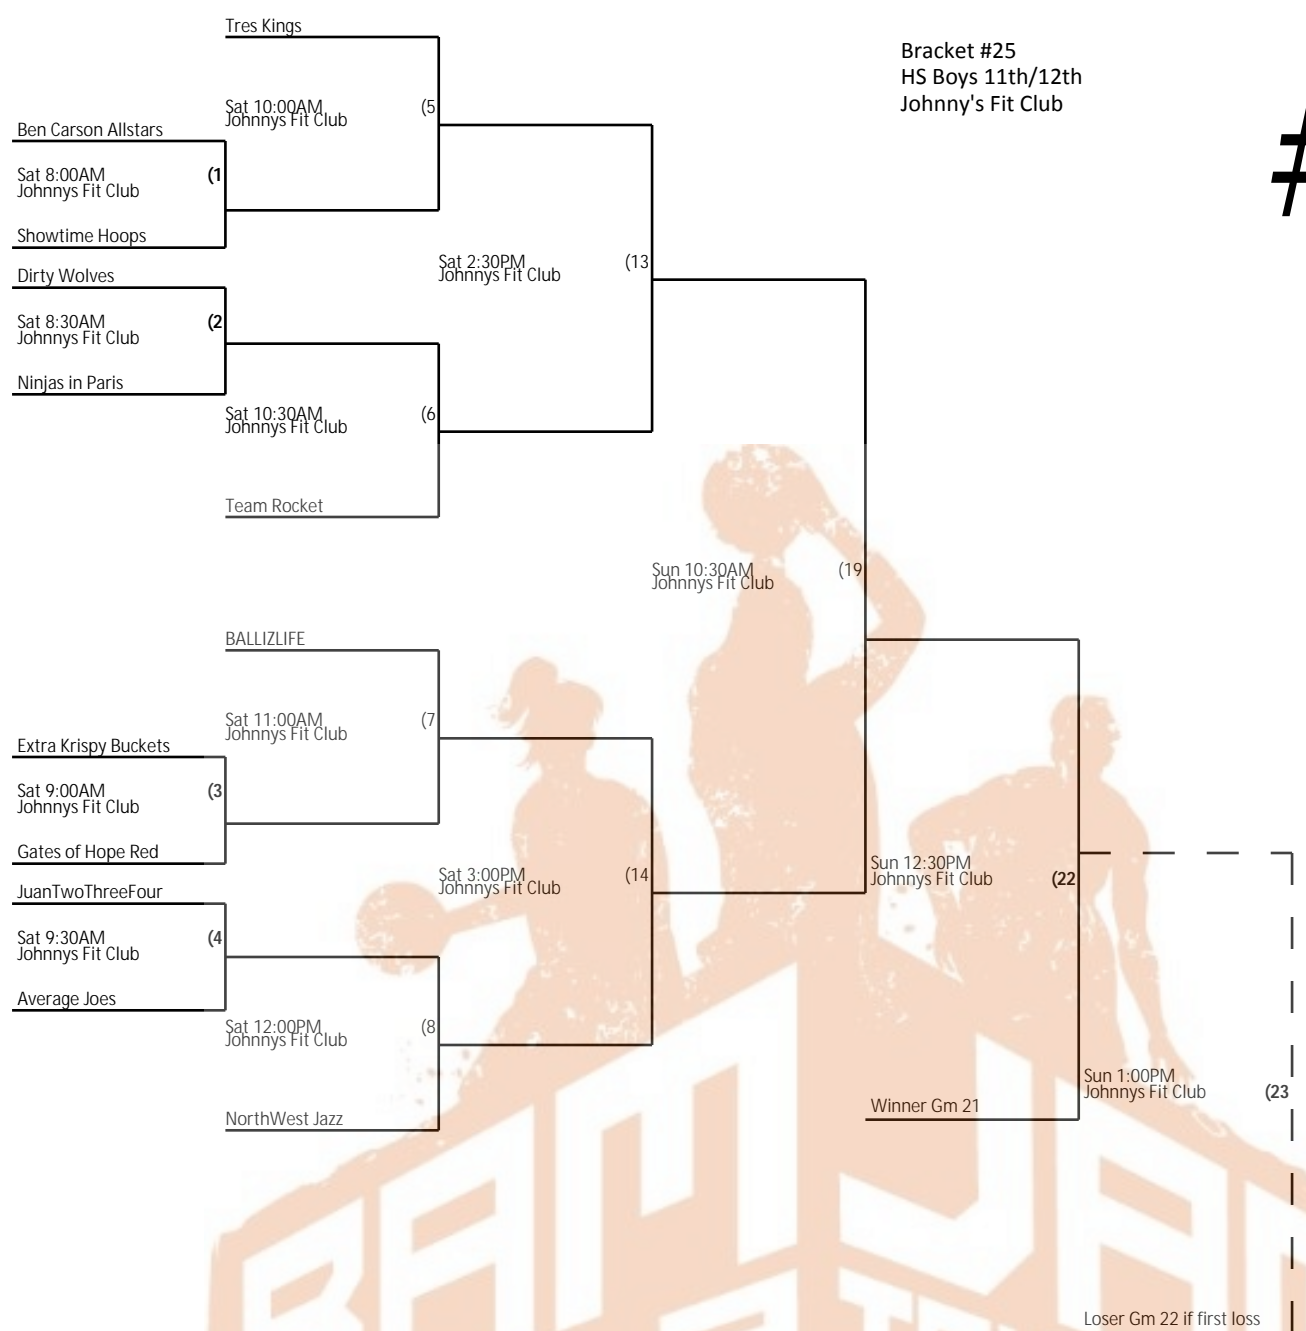 Tres Kings
Bracket #25
HS Boys 11th/12th
Johnny's Fit Club
#
Sat 10:00AM (5
Johnnys Fit Club
Ben Carson Allstars
Sat 8:00AM (1
Johnnys Fit Club
Showtime Hoops
Sat 2:30PM (13
Johnnys Fit Club
Dirty Wolves
Sat 8:30AM (2
Johnnys Fit Club
Ninjas in Paris
Sat 10:30AM (6
Johnnys Fit Club
Team Rocket
Sun 10:30AM (19
Johnnys Fit Club
BALLIZLIFE
Sat 11:00AM (7
Johnnys Fit Club
Extra Krispy Buckets
Sat 9:00AM (3
Johnnys Fit Club
Gates of Hope Red
Sat 3:00PM (14
Johnnys Fit Club
Sun 12:30PM (22
Johnnys Fit Club
JuanTwoThreeFour
Sat 9:30AM (4
Johnnys Fit Club
Average Joes
Sat 12:00PM (8
Johnnys Fit Club
NorthWest Jazz
Winner Gm 21
Sun 1:00PM (23
Johnnys Fit Club
Loser Gm 22 if first loss